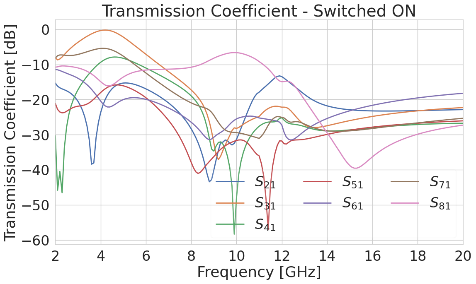 Transmission Coefficient - Switched ON
Transmission Coefficient [dB]
0
−10
−20
−30
−40
−50
−60
S21 S51 S71
S31 S61 S81
S41
2 4 6 8 10 12 14 16 18 20
Frequency [GHz]